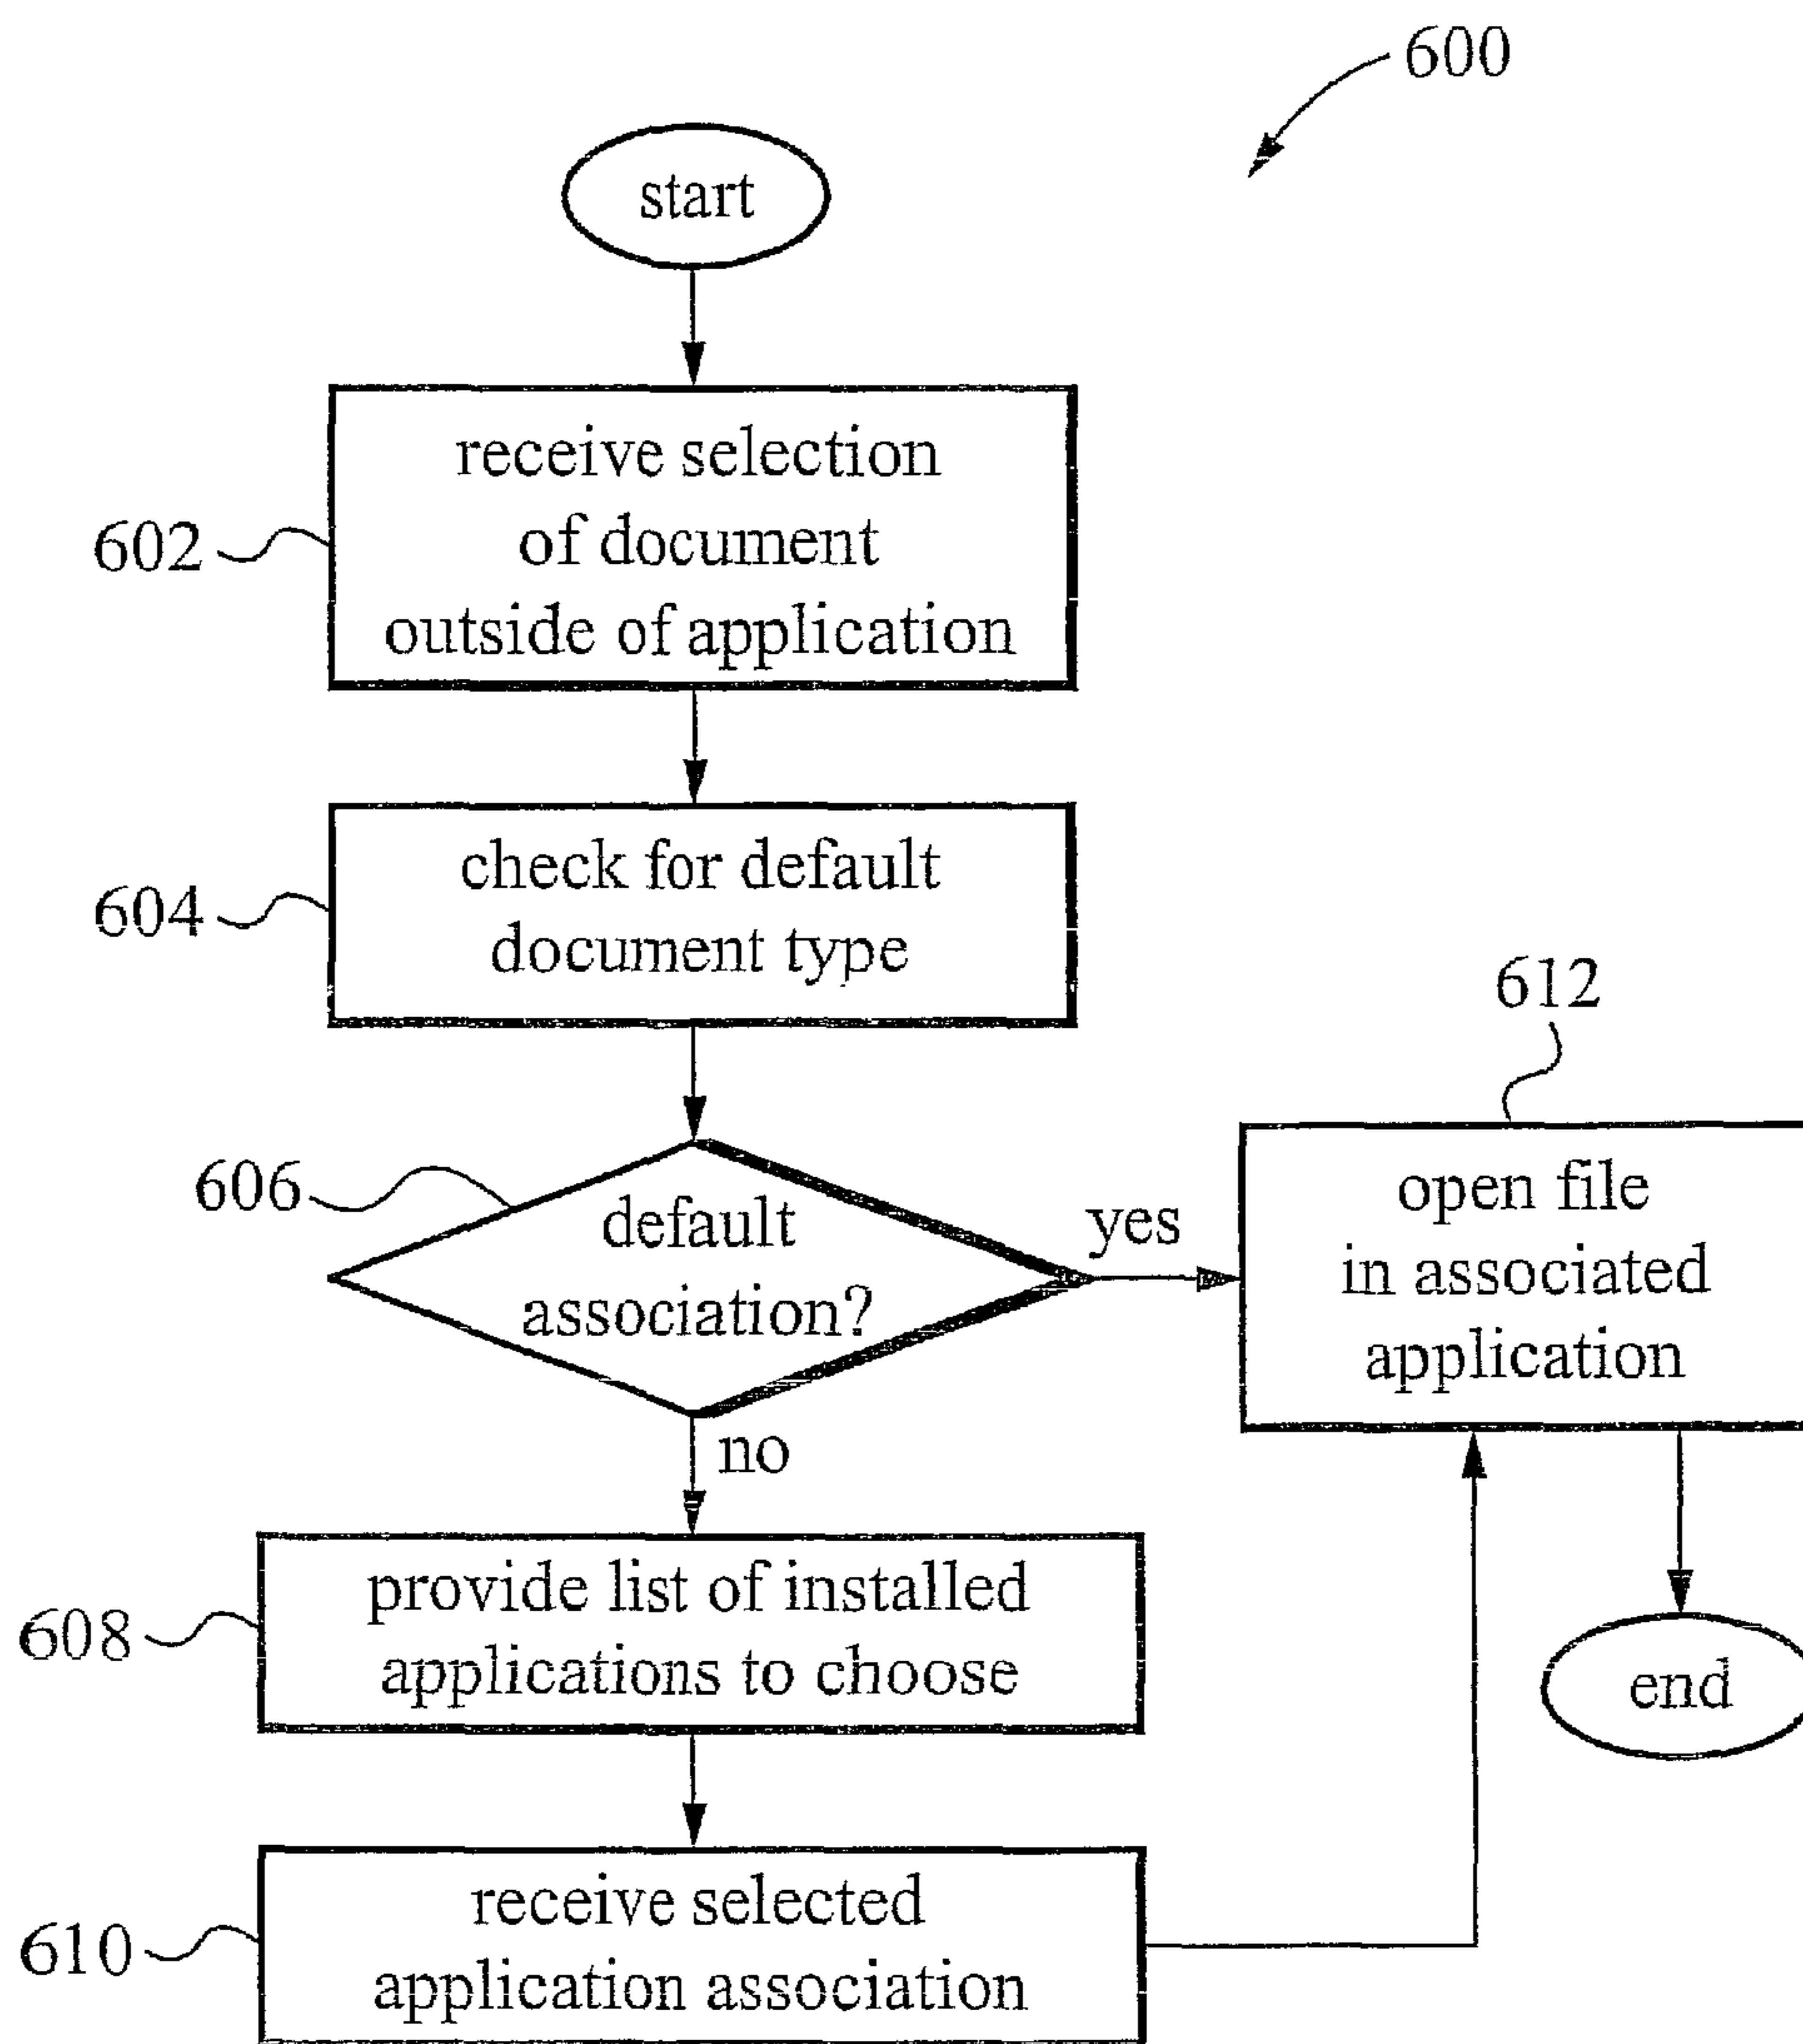 600
start
602
receive selection
of document
outside of application
604
check for default
document type
606
default
association?
yes
612
open file
in associated
application
no
608
provide list of installed
applications to choose
end
610
receive selected
application association